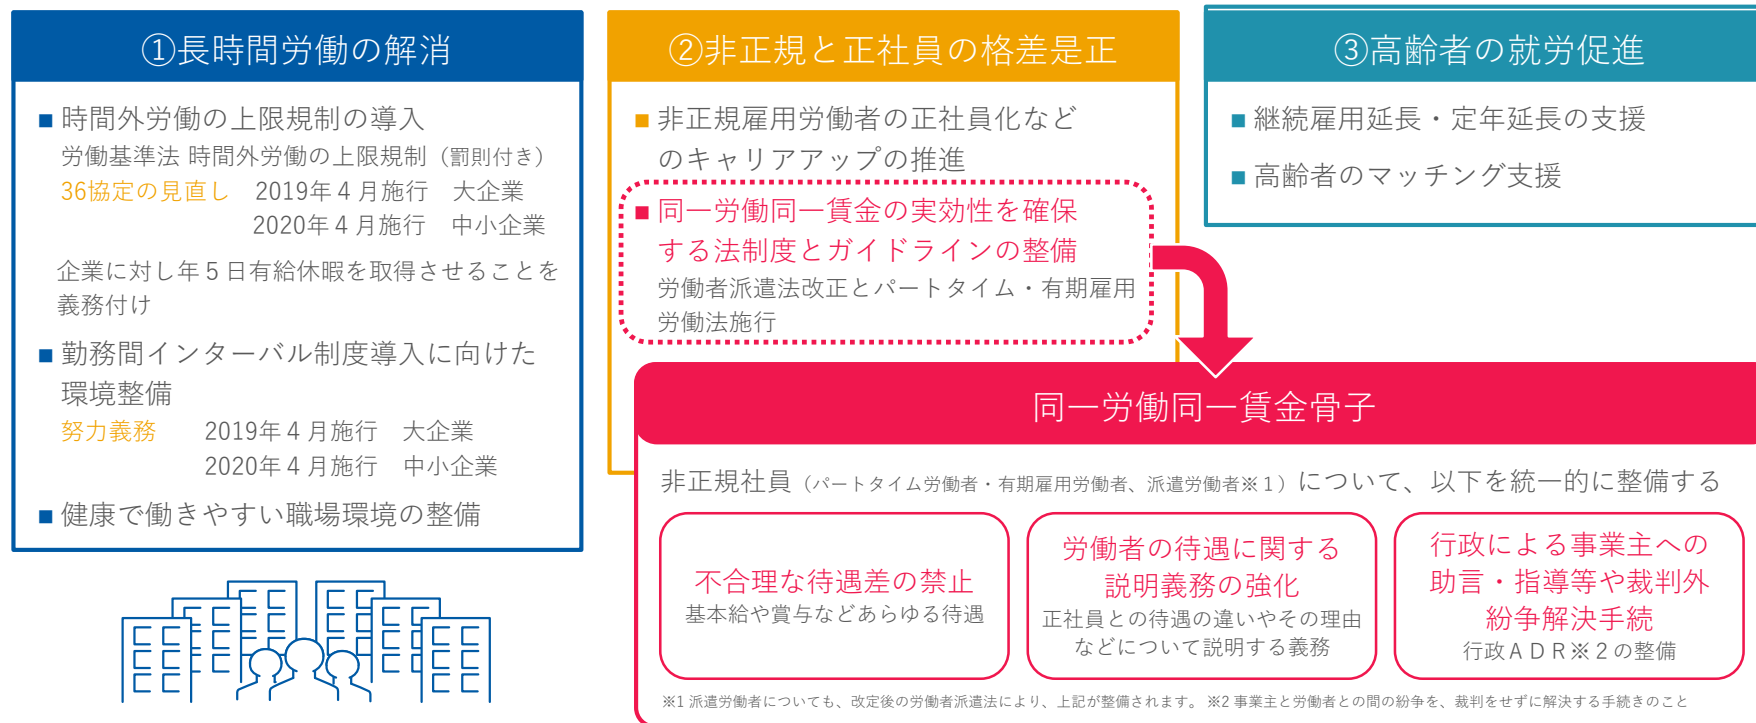 ①長時間労働の解消
■ 時間外労働の上限規制の導入
労働基準法 時間外労働の上限規制（罰則付き）
36協定の見直し 2019年４月施行 大企業
2020年４月施行 中小企業
企業に対し年５日有給休暇を取得させることを
義務付け
■ 勤務間インターバル制度導入に向けた
環境整備
努力義務 2019年４月施行 大企業
2020年４月施行 中小企業
■ 健康で働きやすい職場環境の整備
②非正規と正社員の格差是正
■ 非正規雇用労働者の正社員化など
のキャリアアップの推進
■ 同一労働同一賃金の実効性を確保
する法制度とガイドラインの整備
労働者派遣法改正とパートタイム・有期雇用
労働法施行
③高齢者の就労促進
■ 継続雇用延長・定年延長の支援
■ 高齢者のマッチング支援
同一労働同一賃金骨子
非正規社員（パートタイム労働者・有期雇用労働者、派遣労働者※１）について、以下を統一的に整備する
不合理な待遇差の禁止
基本給や賞与などあらゆる待遇
労働者の待遇に関する
説明義務の強化
正社員との待遇の違いやその理由
などについて説明する義務
行政による事業主への
助言・指導等や裁判外
紛争解決手続
行政ＡＤＲ※２の整備
※1 派遣労働者についても、改定後の労働者派遣法により、上記が整備されます。 ※2 事業主と労働者との間の紛争を、裁判をせずに解決する手続きのこと